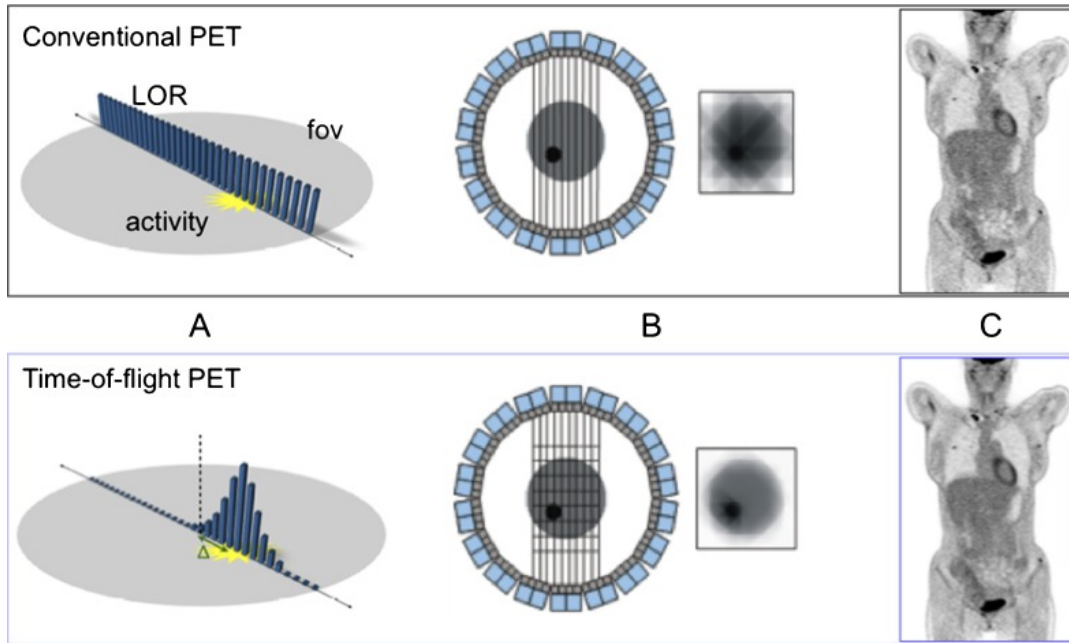 Conventional PET
LOR
fov
activity
A
B
C
Time-of-flight PET
Δ